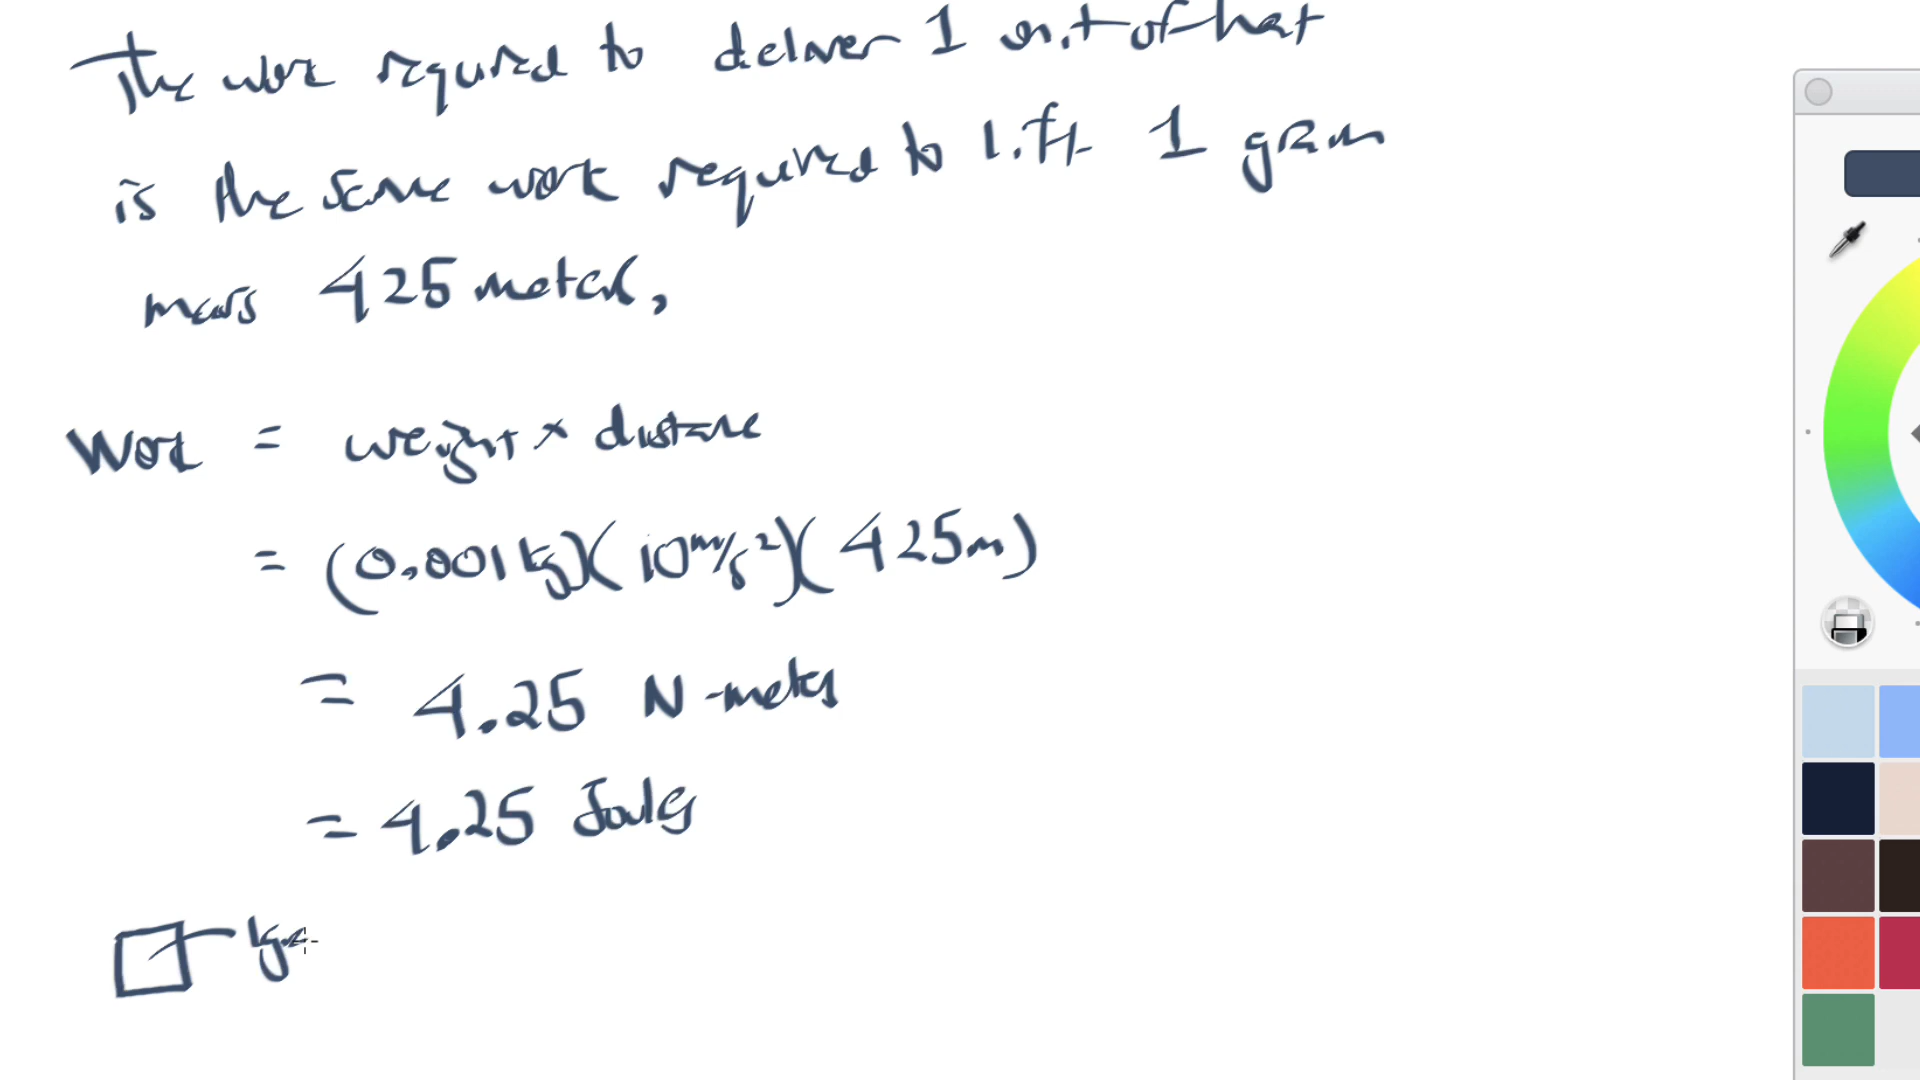 The work required to deliver 1 unit of heat
is the same work required to lift 1 gram
mass 425 meters,
Work = weight × distance
= (0.001 kg)(10 m/s²)(425m)
= 4.25 N-meters
= 4.25 Joules